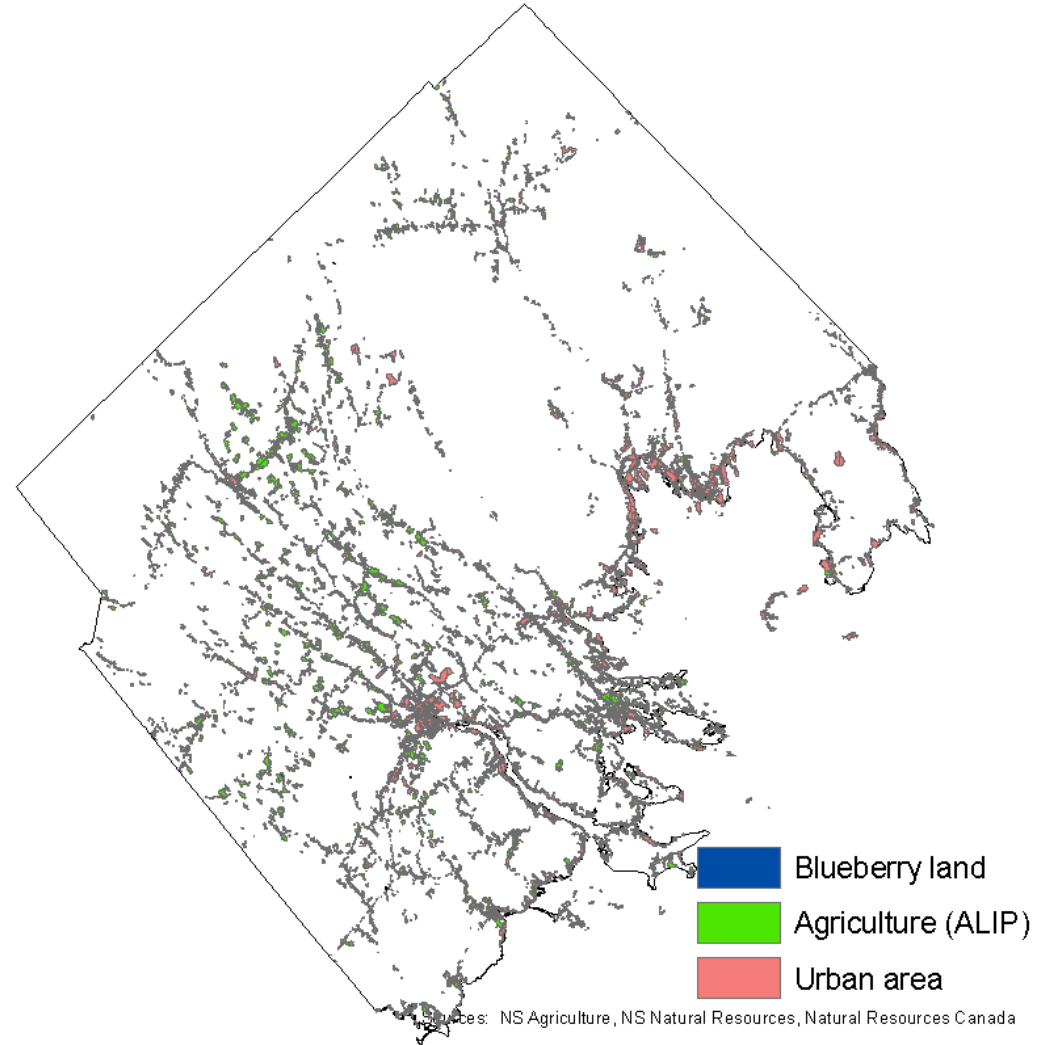 Blueberry land
Agriculture (ALIP)
Urban area
Sources: NS Agriculture, NS Natural Resources, Natural Resources Canada